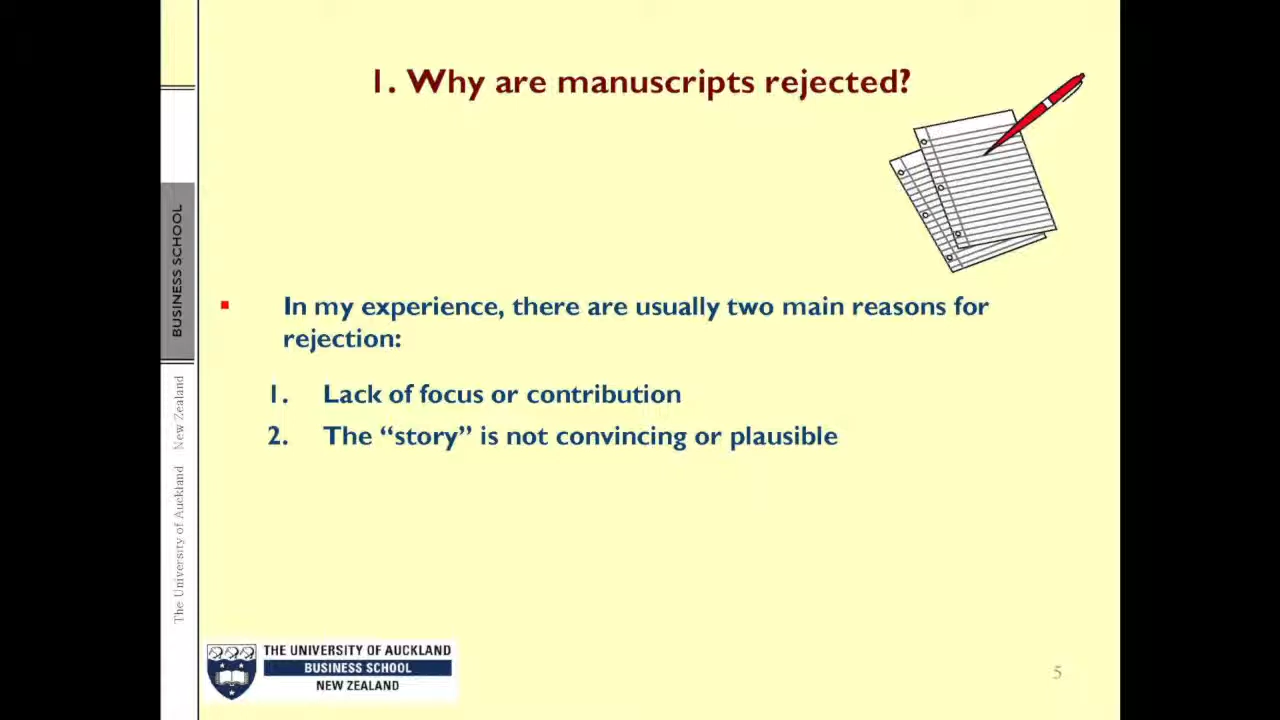 1. Why are manuscripts rejected?
In my experience, there are usually two main reasons for
rejection:
1. Lack of focus or contribution
2. The “story” is not convincing or plausible
BUSINESS SCHOOL
The University of Auckland New Zealand
THE UNIVERSITY OF AUCKLAND
BUSINESS SCHOOL
NEW ZEALAND
5